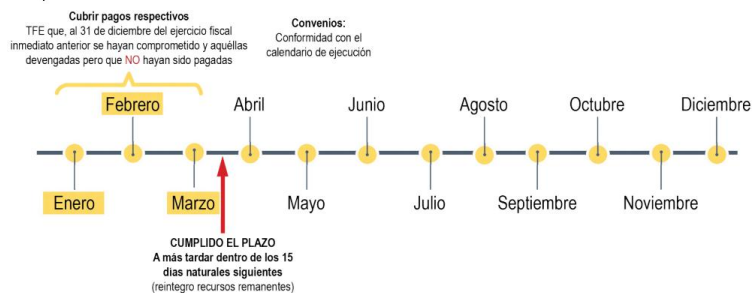 Cubrir pagos respectivos
TFE que, al 31 de diciembre del ejercicio fiscal
inmediato anterior se hayan comprometido y aquéllas
devengadas pero que NO hayan sido pagadas
Convenios:
Conformidad con el
calendario de ejecución
Febrero
Abril
Junio
Agosto
Octubre
Diciembre
Enero
Marzo
Mayo
Julio
Septiembre
Noviembre
CUMPLIDO EL PLAZO
A más tardar dentro de los 15
días naturales siguientes
(reintegro recursos remanentes)